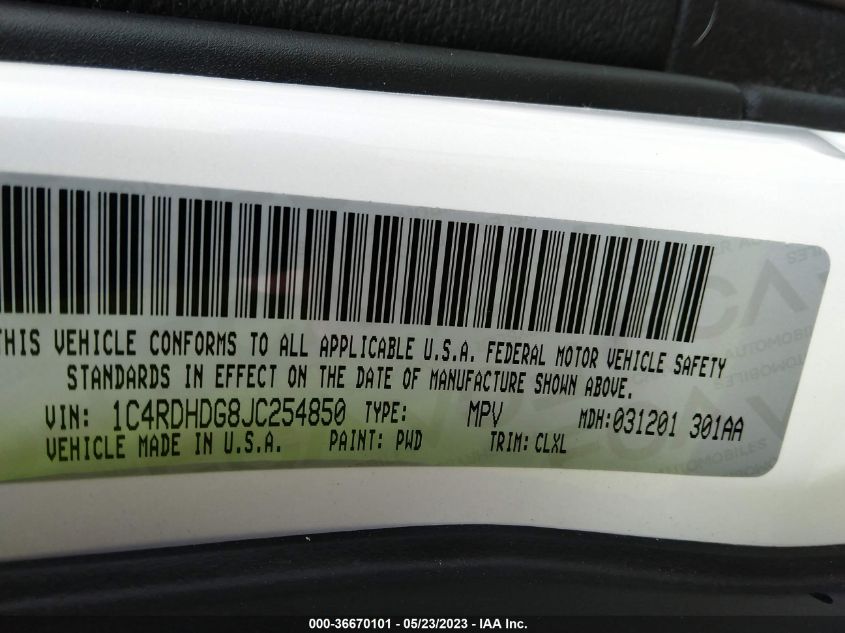 THIS VEHICLE CONFORMS TO ALL APPLICABLE U.S.A. FEDERAL MOTOR VEHICLE SAFETY
STANDARDS IN EFFECT ON THE DATE OF MANUFACTURE SHOWN ABOVE.
VIN: 1C4RDHDG8JC254850 TYPE: MPV MDH:031201 301AA
VEHICLE MADE IN U.S.A. PAINT: PWD TRIM: CLXL
000-36670101 - 05/23/2023 - IAA Inc.